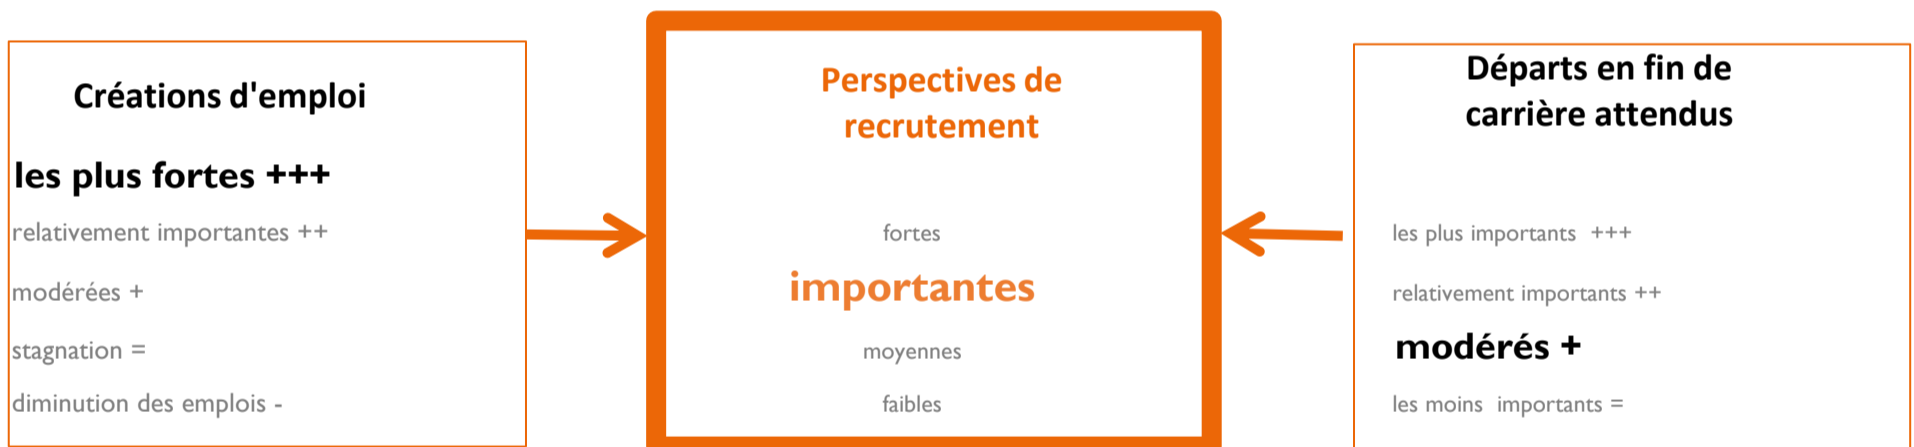 Créations d'emploi
les plus fortes +++
relativement importantes ++
modérées +
stagnation =
diminution des emplois -
Perspectives de
recrutement
fortes
importantes
moyennes
faibles
Départs en fin de
carrière attendus
les plus importants +++
relativement importants ++
modérés +
les moins importants =